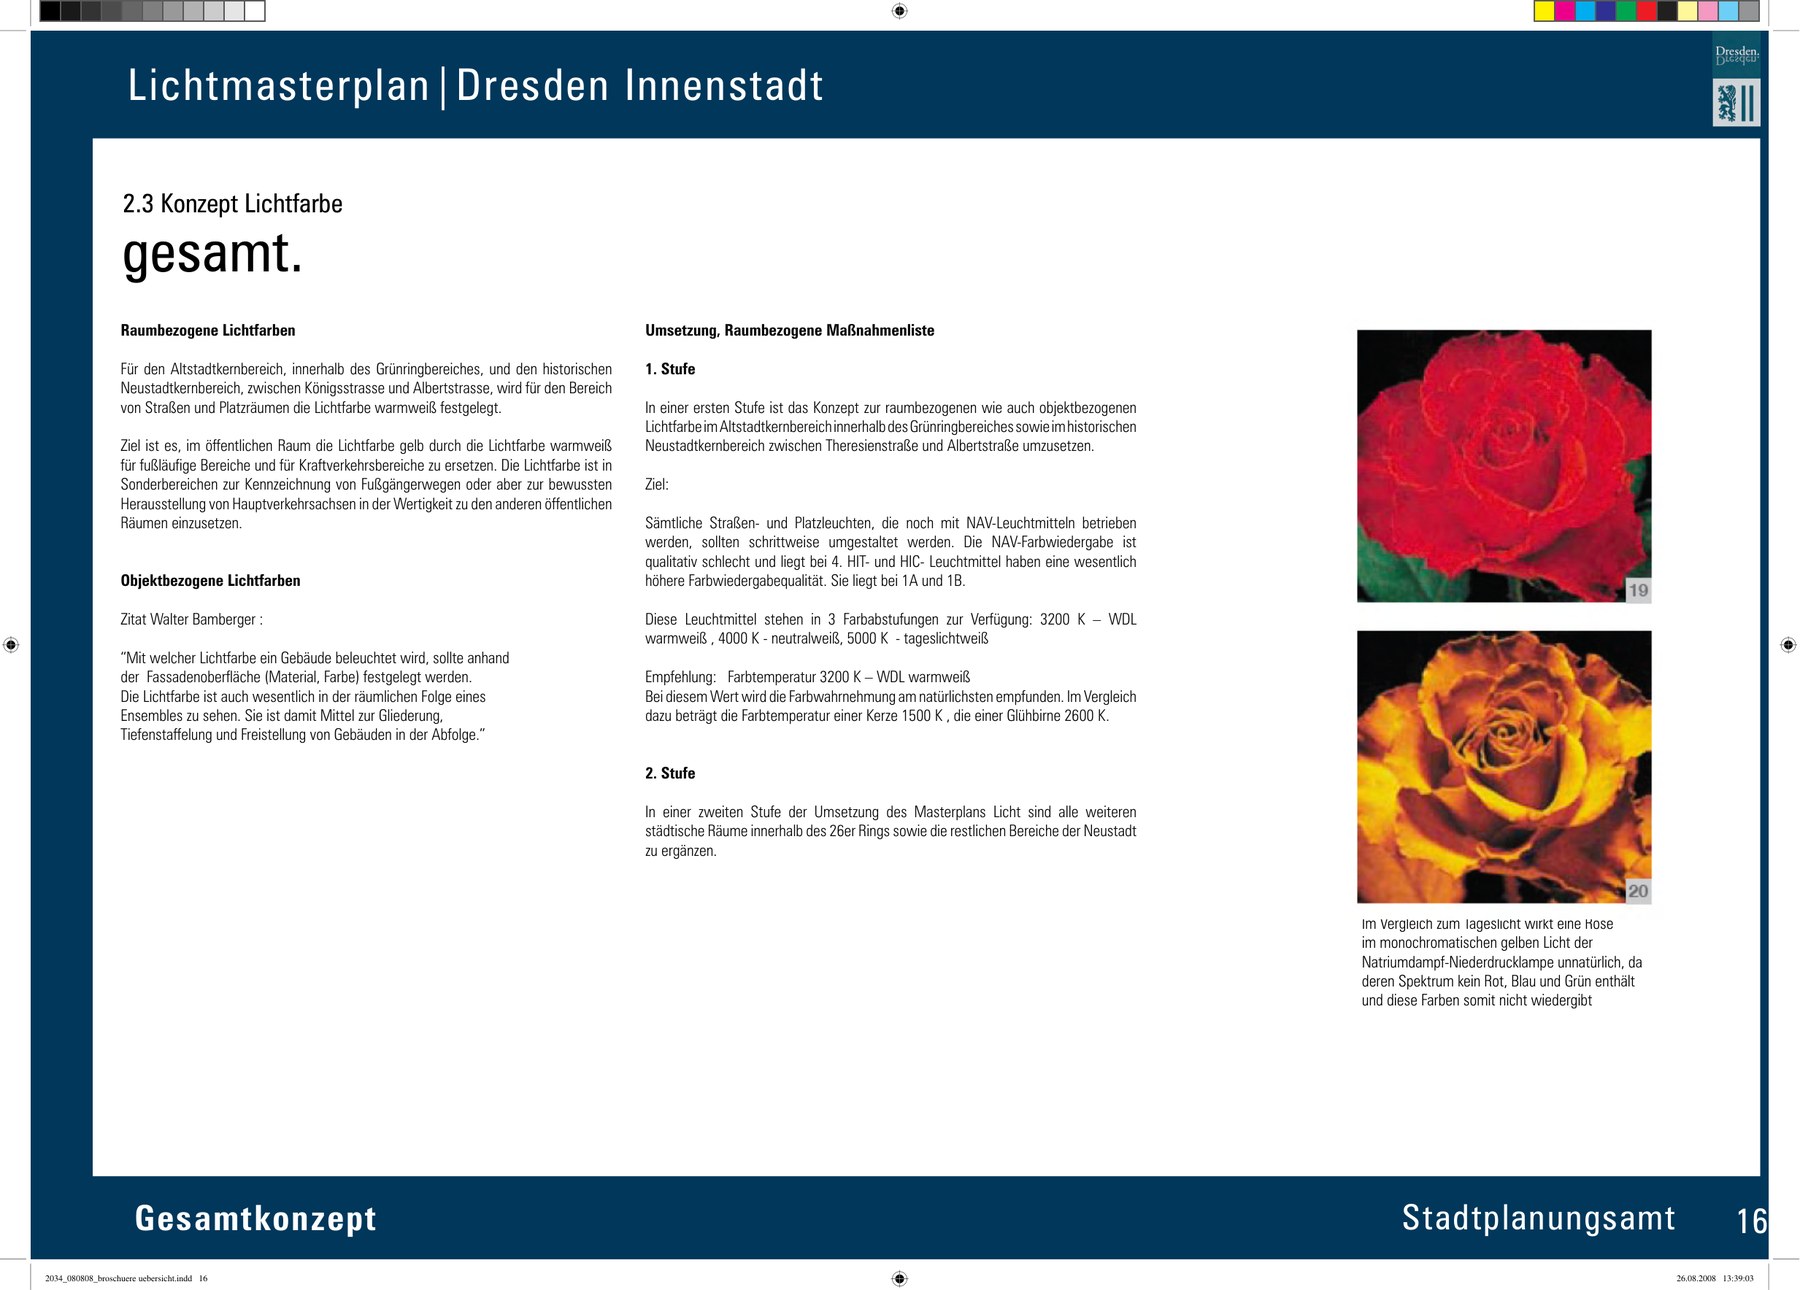 Lichtmasterplan|Dresden Innenstadt
Dresden.
2.3 Konzept Lichtfarbe
gesamt.
Raumbezogene Lichtfarben
Für den Altstadtkernbereich, innerhalb des Grünringbereiches, und den historischen
Neustadtkernbereich, zwischen Königsstrasse und Albertstrasse, wird für den Bereich
von Straßen und Platzräumen die Lichtfarbe warmweiß festgelegt.
Ziel ist es, im öffentlichen Raum die Lichtfarbe gelb durch die Lichtfarbe warmweiß
für fußläufige Bereiche und für Kraftverkehrsbereiche zu ersetzen. Die Lichtfarbe ist in
Sonderbereichen zur Kennzeichnung von Fußgängerwegen oder aber zur bewussten
Herausstellung von Hauptverkehrsachsen in der Wertigkeit zu den anderen öffentlichen
Räumen einzusetzen.
Objektbezogene Lichtfarben
Zitat Walter Bamberger :
“Mit welcher Lichtfarbe ein Gebäude beleuchtet wird, sollte anhand
der Fassadenoberfläche (Material, Farbe) festgelegt werden.
Die Lichtfarbe ist auch wesentlich in der räumlichen Folge eines
Ensembles zu sehen. Sie ist damit Mittel zur Gliederung,
Tiefenstaffelung und Freistellung von Gebäuden in der Abfolge.”
Umsetzung, Raumbezogene Maßnahmenliste
1. Stufe
In einer ersten Stufe ist das Konzept zur raumbezogenen wie auch objektbezogenen
Lichtfarbe im Altstadtkernbereich innerhalb des Grünringbereiches sowie im historischen
Neustadtkernbereich zwischen Theresienstraße und Albertstraße umzusetzen.
Ziel:
Sämtliche Straßen- und Platzleuchten, die noch mit NAV-Leuchtmitteln betrieben
werden, sollten schrittweise umgestaltet werden. Die NAV-Farbwiedergabe ist
qualitativ schlecht und liegt bei 4. HIT- und HIC- Leuchtmittel haben eine wesentlich
höhere Farbwiedergabequalität. Sie liegt bei 1A und 1B.
Diese Leuchtmittel stehen in 3 Farbabstufungen zur Verfügung: 3200 K – WDL
warmweiß , 4000 K - neutralweiß, 5000 K - tageslichtweiß
Empfehlung: Farbtemperatur 3200 K – WDL warmweiß
Bei diesem Wert wird die Farbwahrnehmung am natürlichsten empfunden. Im Vergleich
dazu beträgt die Farbtemperatur einer Kerze 1500 K , die einer Glühbirne 2600 K.
2. Stufe
In einer zweiten Stufe der Umsetzung des Masterplans Licht sind alle weiteren
städtische Räume innerhalb des 26er Rings sowie die restlichen Bereiche der Neustadt
zu ergänzen.
19
20
Im Vergleich zum Tageslicht wirkt eine Rose
im monochromatischen gelben Licht der
Natriumdampf-Niederdrucklampe unnatürlich, da
deren Spektrum kein Rot, Blau und Grün enthält
und diese Farben somit nicht wiedergibt
Gesamtkonzept
Stadtplanungsamt
16
2034_080808_broschuere uebersicht.indd 16
26.08.2008 13:39:03